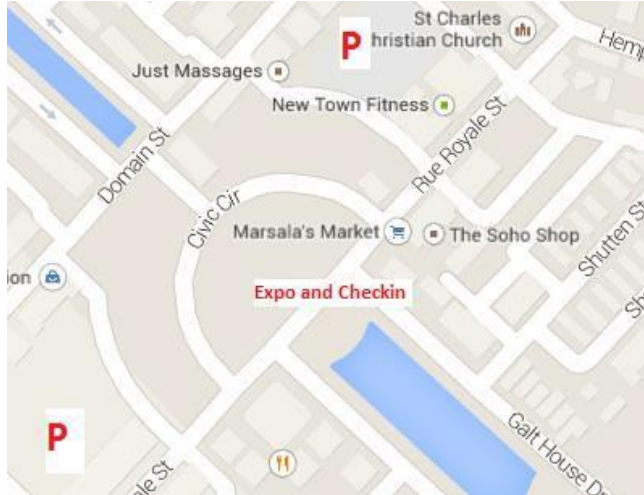 P
St Charles
hristian Church
Hemp
Just Massages
New Town Fitness
Domain St
Rue Royale St
Civic Cir
Marsala's Market
The Soho Shop
Shutten St
Sh
ion
Expo and Checkin
Galt House Dr
P
ale St